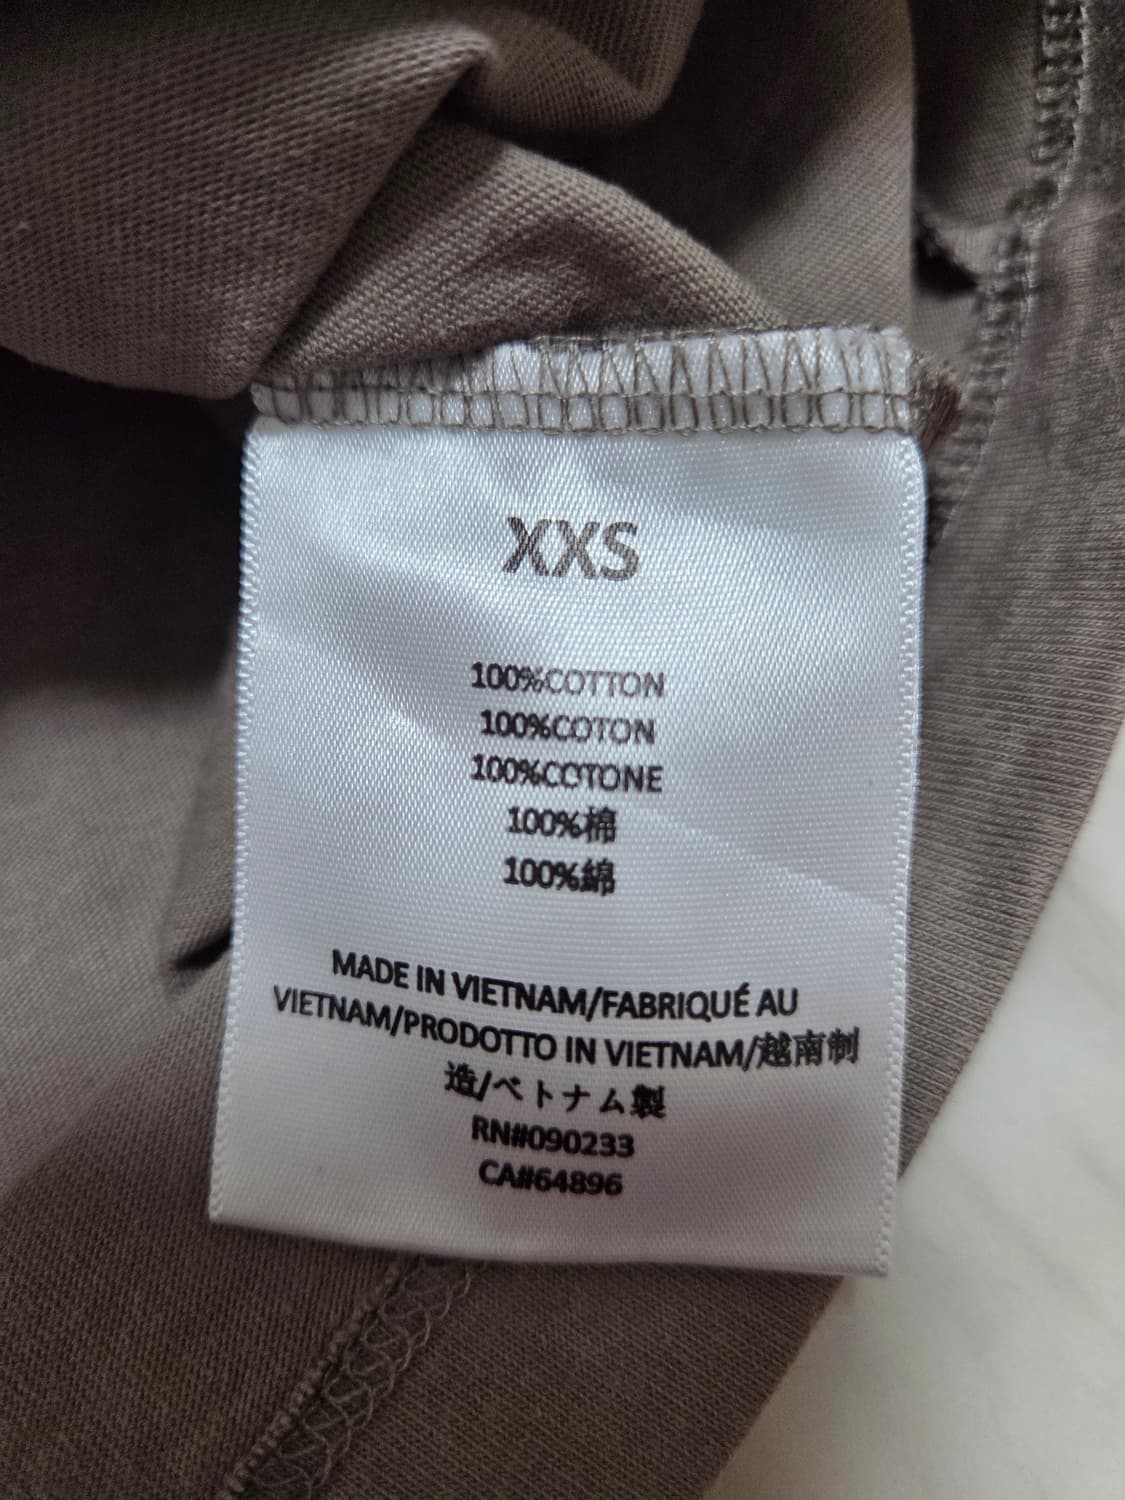 XXS
100%COTTON
100%COTON
100%COTONE
100%棉
100%綿
MADE IN VIETNAM/FABRIQUÉ AU
VIETNAM/PRODOTTO IN VIETNAM/越南制
造/ベトナム製
RN#090233
CA#64896